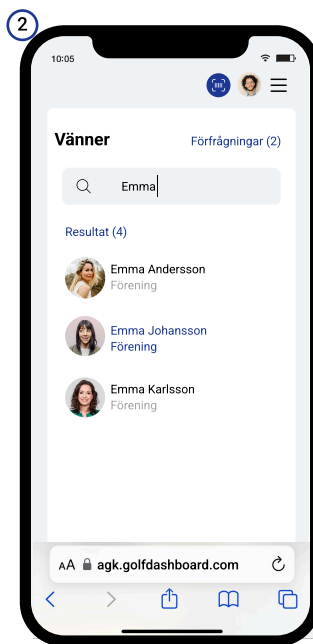 2
10:05
Vänner
Förfrågningar (2)
Emma
Resultat (4)
Emma Andersson
Förening
Emma Johansson
Förening
Emma Karlsson
Förening
AA agk.golfdashboard.com